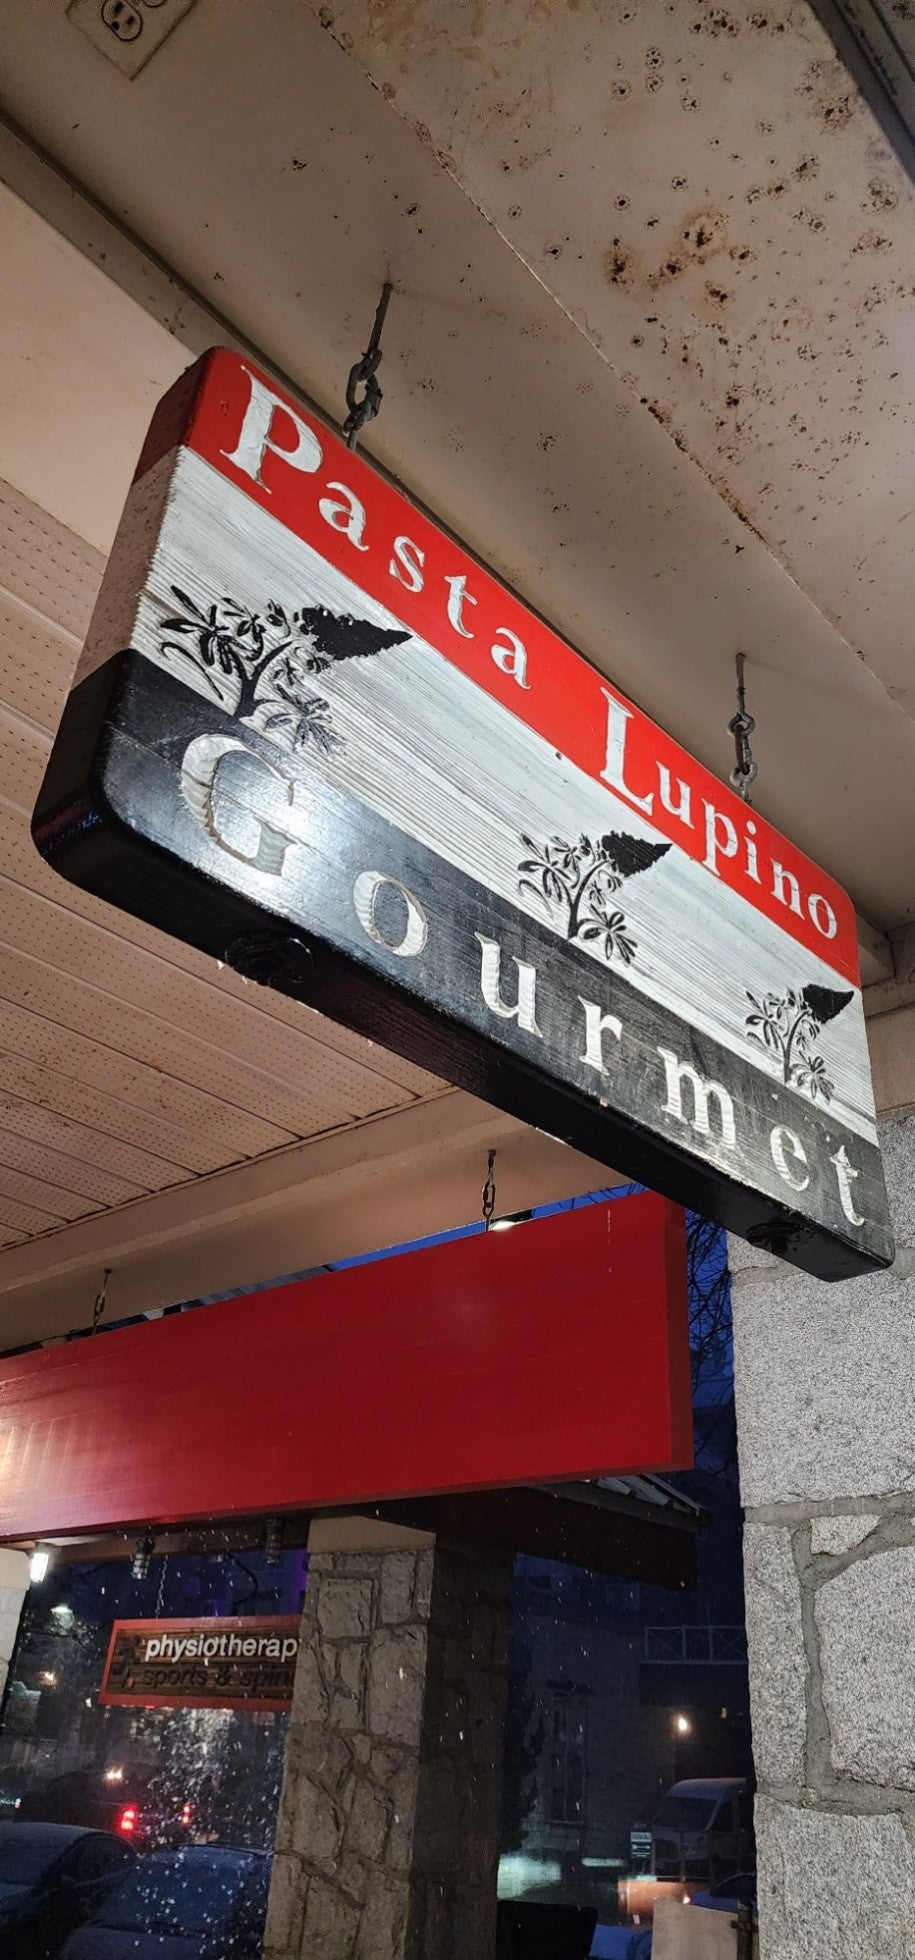 Pasta Lupino
Gourmet
physiotherap
sports & spin